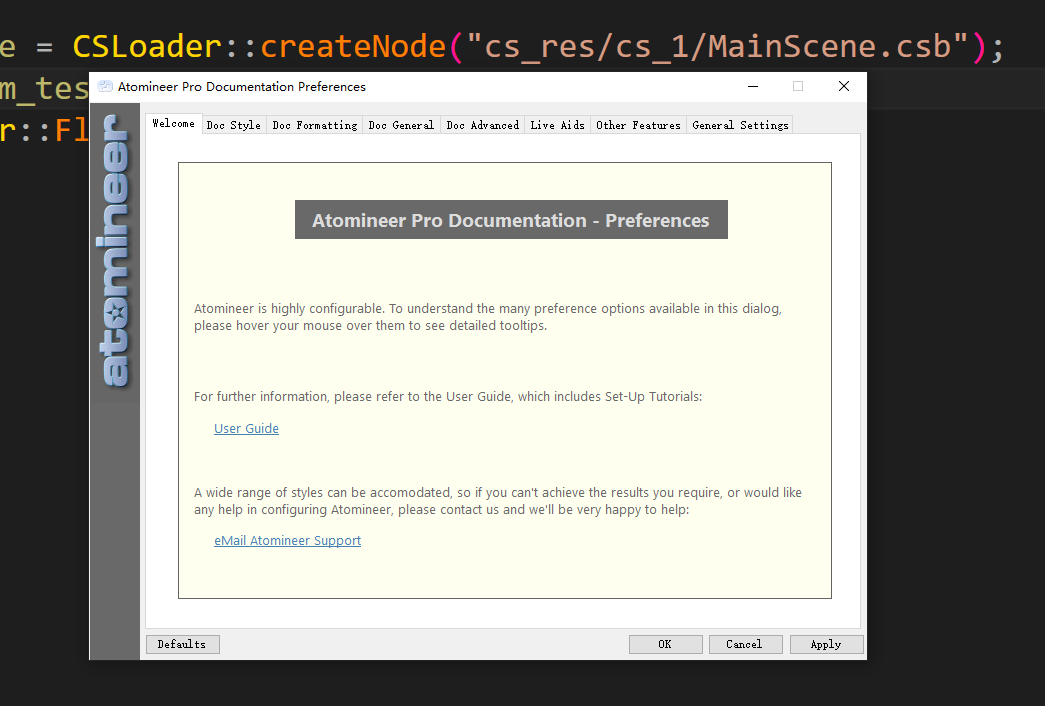 e = CSLoader::createNode("cs_res/cs_1/MainScene.csb");
m_tes
r::Fl
Atomineer Pro Documentation Preferences
atomineer
Welcome Doc Style Doc Formatting Doc General Doc Advanced Live Aids Other Features General Settings
Atomineer Pro Documentation - Preferences
Atomineer is highly configurable. To understand the many preference options available in this dialog,
please hover your mouse over them to see detailed tooltips.
For further information, please refer to the User Guide, which includes Set-Up Tutorials:
User Guide
A wide range of styles can be accomodated, so if you can't achieve the results you require, or would like
any help in configuring Atomineer, please contact us and we'll be very happy to help:
eMail Atomineer Support
Defaults OK Cancel Apply